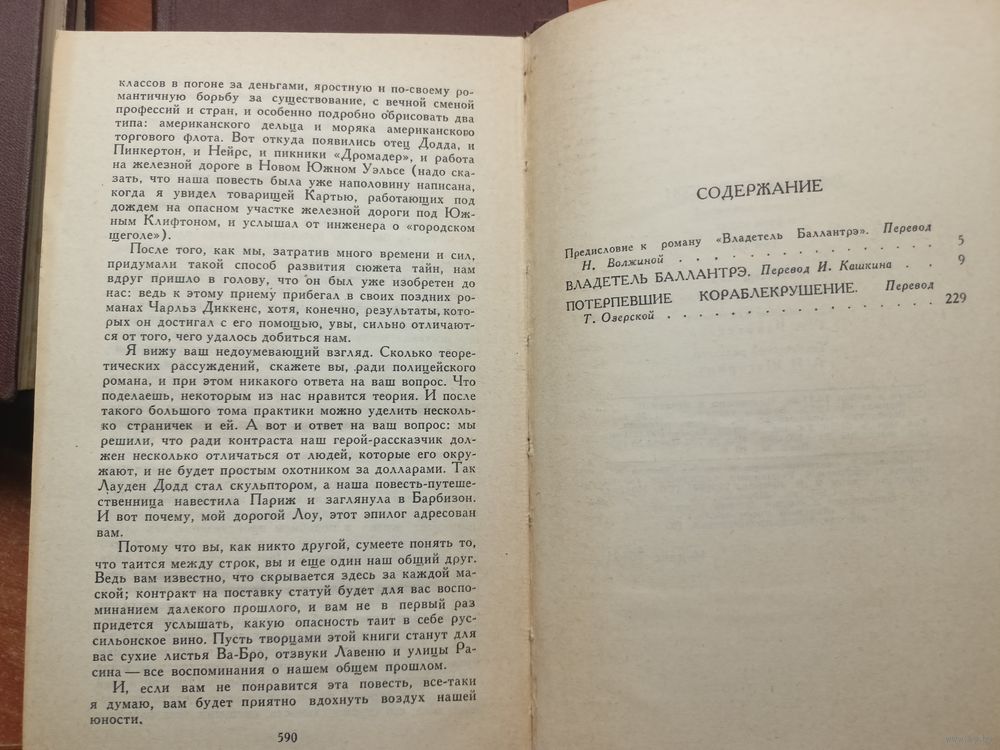 классов в погоне за деньгами, яростную и по-своему ро-
мантичную борьбу за существование, с вечной сменой
профессий и стран, и особенно подробно обрисовать два
типа: американского дельца и моряка американского
торгового флота. Вот откуда появились отец Додда, и
Пинкертон, и Нейрс, и пикники «Дромадер», и работа
на железной дороге в Новом Южном Уэльсе (надо ска-
зать, что наша повесть была уже наполовину написана,
когда я увидел товарищей Картью, работающих под
дождем на опасном участке железной дороги под Юж-
ным Клифтоном, и услышал от инженера о «городском
щеголе»).
После того, как мы, затратив много времени и сил,
придумали такой способ развития сюжета тайн, нам
вдруг пришло в голову, что он был уже изобретен до
нас: ведь к этому приему прибегал в своих поздних ро-
манах Чарльз Диккенс, хотя, конечно, результаты, кото-
рых он достигал с его помощью, увы, сильно отличают-
ся от того, чего удалось добиться нам.
Я вижу ваш недоумевающий взгляд. Сколько теоре-
тических рассуждений, скажете вы, ради полицейского
романа, и при этом никакого ответа на ваш вопрос. Что
поделаешь, некоторым из нас нравится теория. И после
такого большого тома практики можно уделить несколь-
ко страничек и ей. А вот и ответ на ваш вопрос: мы
решили, что ради контраста наш герой-рассказчик дол-
жен несколько отличаться от людей, которые его окру-
жают, и не будет простым охотником за долларами. Так
Лауден Додд стал скульптором, а наша повесть-путеше-
ственница навестила Париж и заглянула в Барбизон.
И вот почему, мой дорогой Лоу, этот эпилог адресован
вам.
Потому что вы, как никто другой, сумеете понять то,
что таится между строк, вы и еще один наш общий друг.
Ведь вам известно, что скрывается здесь за каждой ма-
ской; контракт на поставку статуй будет для вас воспо-
минанием далекого прошлого, и вам не в первый раз
придется услышать, какую опасность таит в себе рус-
сильонское вино. Пусть творцами этой книги станут для
вас сухие листья Ва-Бро, отзвуки Лавеню и улицы Ра-
сина — все воспоминания о нашем общем прошлом.
И, если вам не понравится эта повесть, все-таки
я думаю, вам будет приятно вдохнуть воздух нашей
юности.
590
СОДЕРЖАНИЕ
Предисловие к роману «Владетель Баллантрэ». Перевод
Н. Волжиной . . . . . . . . . . . . . . 5
ВЛАДЕТЕЛЬ БАЛЛАНТРЭ. Перевод И. Кашкина . . 9
ПОТЕРПЕВШИЕ КОРАБЛЕКРУШЕНИЕ. Перевод
Т. Озерской . . . . . . . . . . . . . . . 229